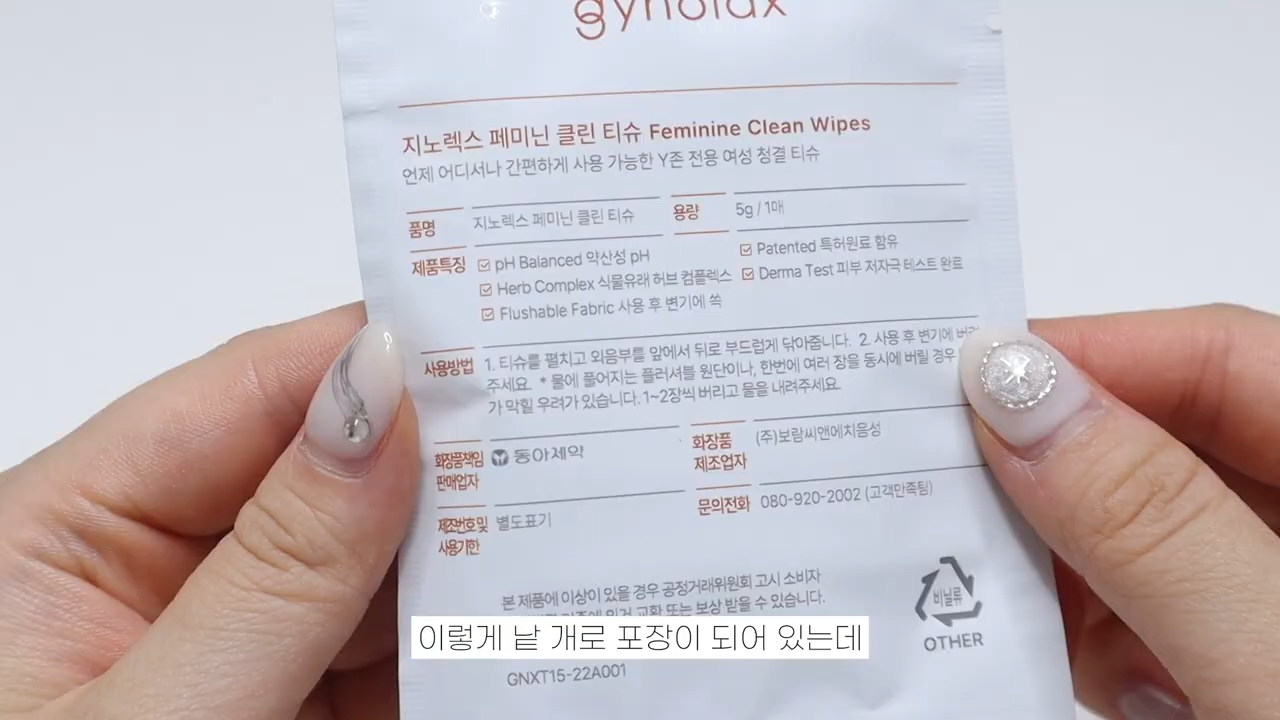 gynolax
지노렉스 페미닌 클린 티슈 Feminine Clean Wipes
언제 어디서나 간편하게 사용 가능한 Y존 전용 여성 청결 티슈
품명 지노렉스 페미닌 클린 티슈 용량 5g / 1매
제품특징 pH Balanced 약산성 pH Patented 특허원료 함유
Herb Complex 식물유래 허브 컴플렉스 Derma Test 피부 저자극 테스트 완료
Flushable Fabric 사용 후 변기에 쏙
사용방법 1. 티슈를 펼치고 외음부를 앞에서 뒤로 부드럽게 닦아줍니다. 2. 사용 후 변기에 버려
주세요. * 물에 풀어지는 플러셔블 원단이나, 한번에 여러 장을 동시에 버릴 경우
가 막힐 우려가 있습니다. 1~2장씩 버리고 물을 내려주세요.
화장품책임
판매업자
동아제약
화장품
제조업자
(주)보람씨앤에치음성
제조번호 및
사용기한
별도표기
문의전화 080-920-2002 (고객만족팀)
본 제품에 이상이 있을 경우 공정거래위원회 고시 소비자
교환 또는 보상 받을 수 있습니다.
비닐류
OTHER
이렇게 낱 개로 포장이 되어 있는데
GNXT15-22A001